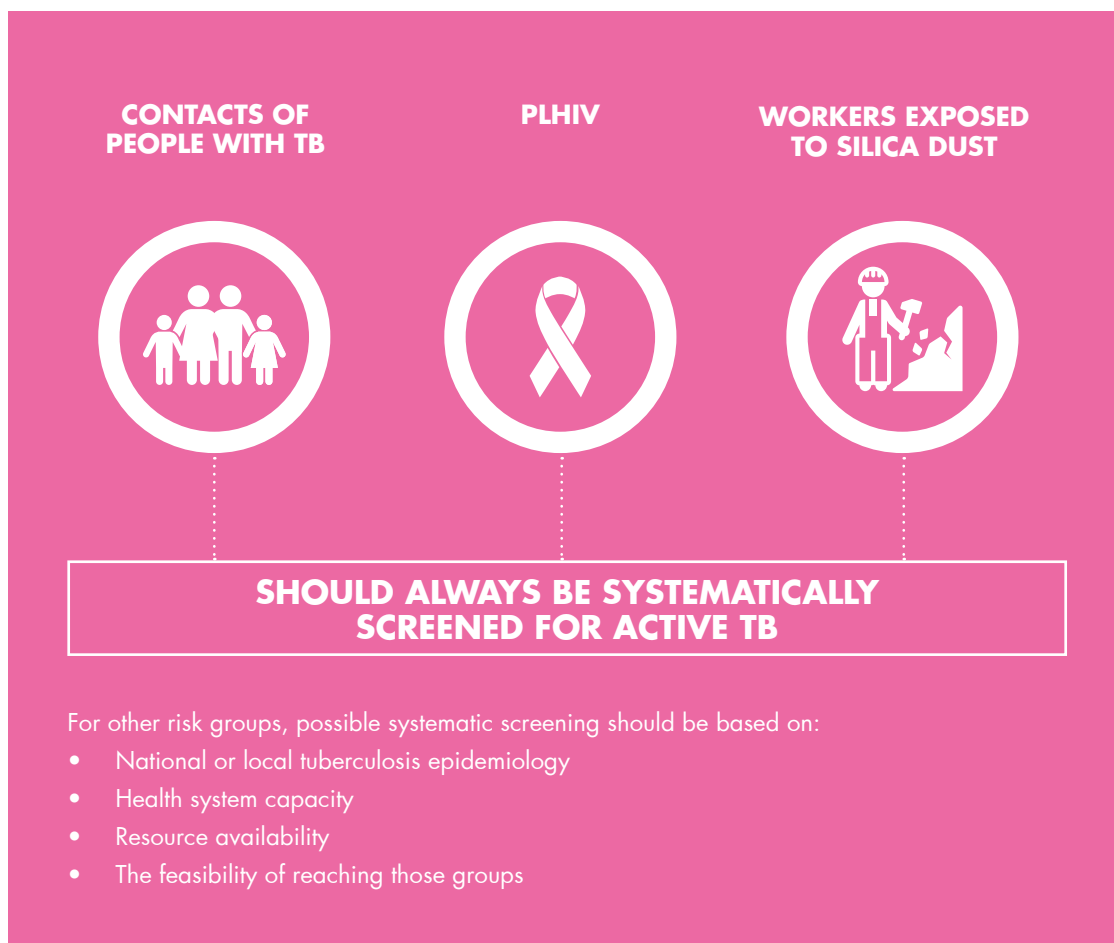 CONTACTS OF
PEOPLE WITH TB
PLHIV
WORKERS EXPOSED
TO SILICA DUST
SHOULD ALWAYS BE SYSTEMATICALLY
SCREENED FOR ACTIVE TB
For other risk groups, possible systematic screening should be based on:
• National or local tuberculosis epidemiology
• Health system capacity
• Resource availability
• The feasibility of reaching those groups